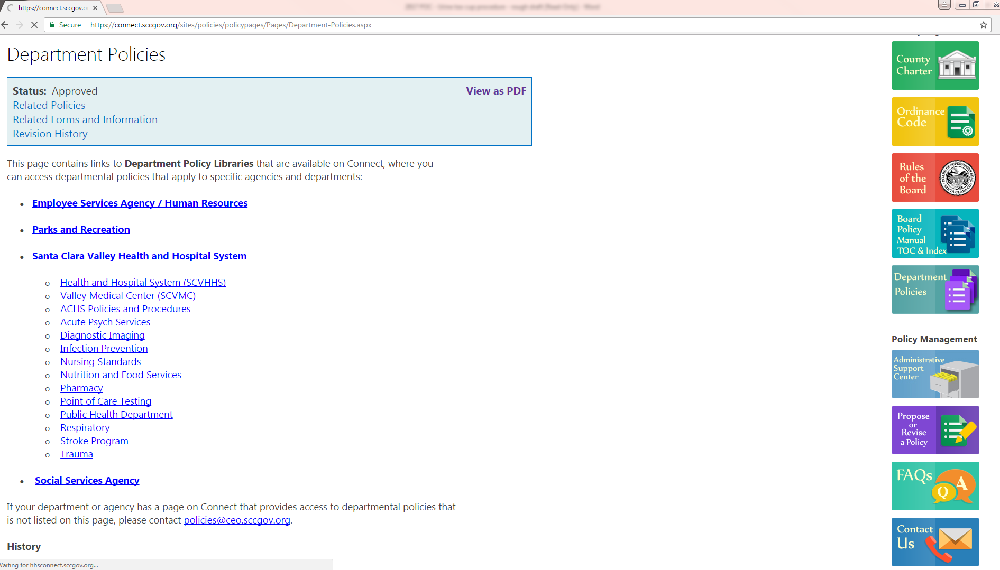 https://connect.sccgov.o
Secure
https://connect.sccgov.org/sites/policies/policypages/Pages/Department-Policies.aspx
Department Policies
Status: Approved
View as PDF
Related Policies
Related Forms and Information
Revision History
This page contains links to Department Policy Libraries that are available on Connect, where you
can access departmental policies that apply to specific agencies and departments:
• Employee Services Agency / Human Resources
• Parks and Recreation
• Santa Clara Valley Health and Hospital System
o Health and Hospital System (SCVHHS)
o Valley Medical Center (SCVMC)
o ACHS Policies and Procedures
o Acute Psych Services
o Diagnostic Imaging
o Infection Prevention
o Nursing Standards
o Nutrition and Food Services
o Pharmacy
o Point of Care Testing
o Public Health Department
o Respiratory
o Stroke Program
o Trauma
• Social Services Agency
If your department or agency has a page on Connect that provides access to departmental policies that
is not listed on this page, please contact policies@ceo.sccgov.org.
History
Waiting for hhsconnect.sccgov.org...
County
Charter
Ordinance
Code
Rules
of the
Board
BOARD OF SUPERVISORS SEAL
SANTA CLARA CO.
Board
Policy
Manual
TOC & Index
Department
Policies
Policy Management
Administrative
Support
Center
Propose
or
Revise
a Policy
FAQs
Q
A
Contact
Us